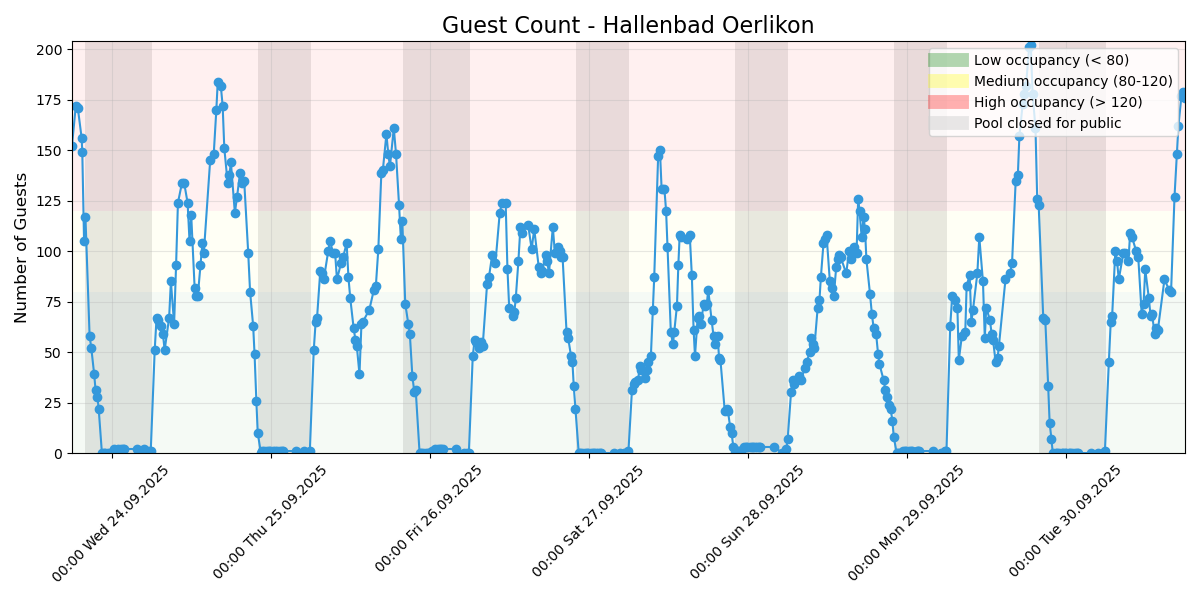 Guest Count - Hallenbad Oerlikon
Number of Guests
200
175
150
125
100
75
50
25
0
Low occupancy (< 80)
Medium occupancy (80-120)
High occupancy (> 120)
Pool closed for public
00:00 Wed 24.09.2025
00:00 Thu 25.09.2025
00:00 Fri 26.09.2025
00:00 Sat 27.09.2025
00:00 Sun 28.09.2025
00:00 Mon 29.09.2025
00:00 Tue 30.09.2025